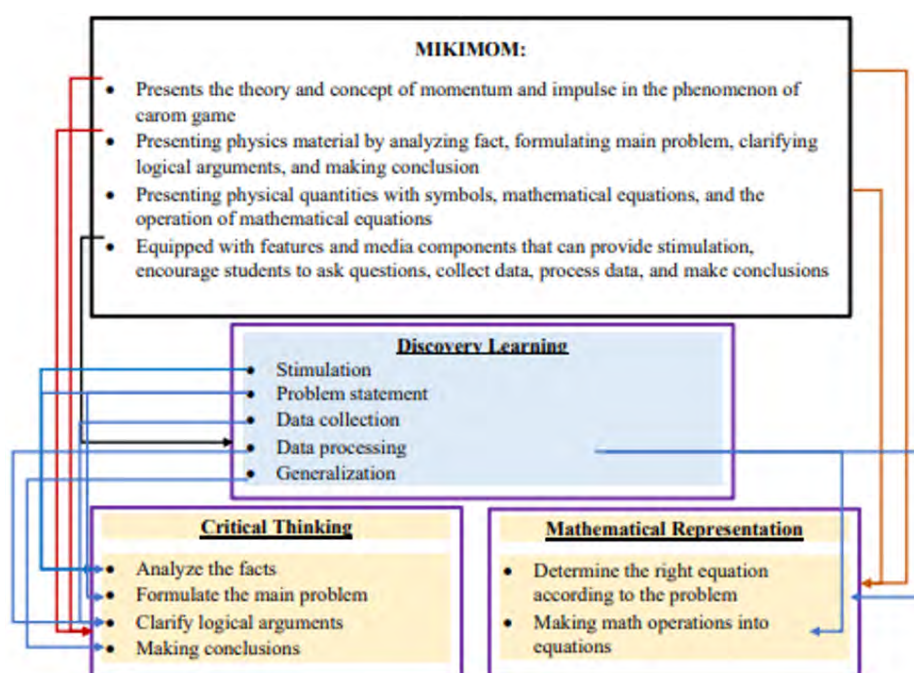 MIKIMOM:
• Presents the theory and concept of momentum and impulse in the phenomenon of
carom game
• Presenting physics material by analyzing fact, formulating main problem, clarifying
logical arguments, and making conclusion
• Presenting physical quantities with symbols, mathematical equations, and the
operation of mathematical equations
• Equipped with features and media components that can provide stimulation,
encourage students to ask questions, collect data, process data, and make conclusions
Discovery Learning
• Stimulation
• Problem statement
• Data collection
• Data processing
• Generalization
Critical Thinking
• Analyze the facts
• Formulate the main problem
• Clarify logical arguments
• Making conclusions
Mathematical Representation
• Determine the right equation
according to the problem
• Making math operations into
equations